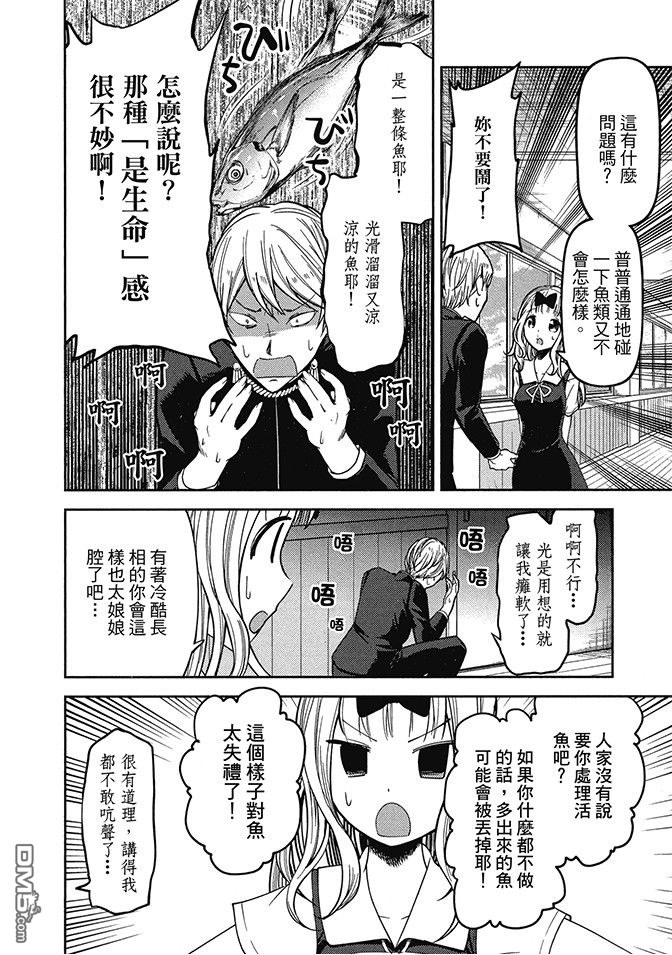 這有什麼
問題嗎？
普普通通地碰
一下魚類又不
會怎麼樣。
妳不要鬧了！
是一整條魚耶！
光滑溜溜又涼
涼的魚耶！
びち
びち
怎麼說呢？
那種「是生命」感
很不妙啊！
啊
啊
啊
啊
啊啊不行…
光是用想的就
讓我癱軟了…
唔
唔
唔
唔
有著冷酷長
相的你會這
樣也太娘娘
腔了吧…
人家沒有說
要你處理活
魚吧？
如果你什麼都不做
的話，多出來的魚
可能會被丟掉耶！
這個樣子對魚
太失禮了！
很有道理，講得我
都不敢吭聲了…
DM5.com